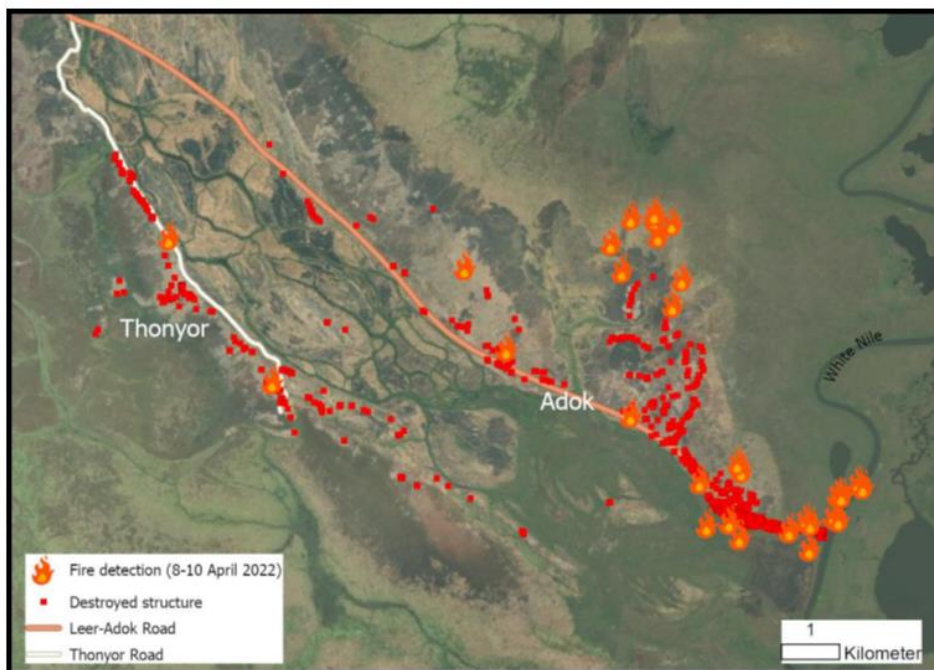 White Nile
Thonyor
Adok
Fire detection (8-10 April 2022)
Destroyed structure
Leer-Adok Road
Thonyor Road
1
Kilometer